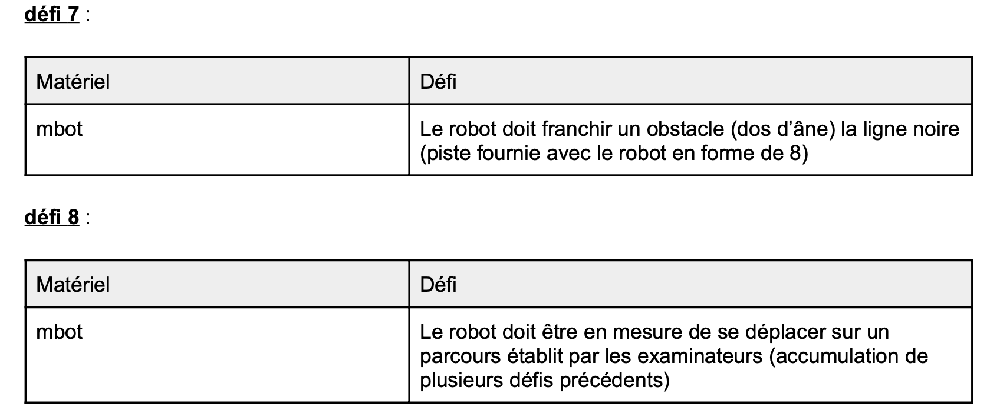 défi 7 :
Matériel
Défi
mbot
Le robot doit franchir un obstacle (dos d’âne) la ligne noire
(piste fournie avec le robot en forme de 8)
défi 8 :
Matériel
Défi
mbot
Le robot doit être en mesure de se déplacer sur un
parcours établit par les examinateurs (accumulation de
plusieurs défis précédents)